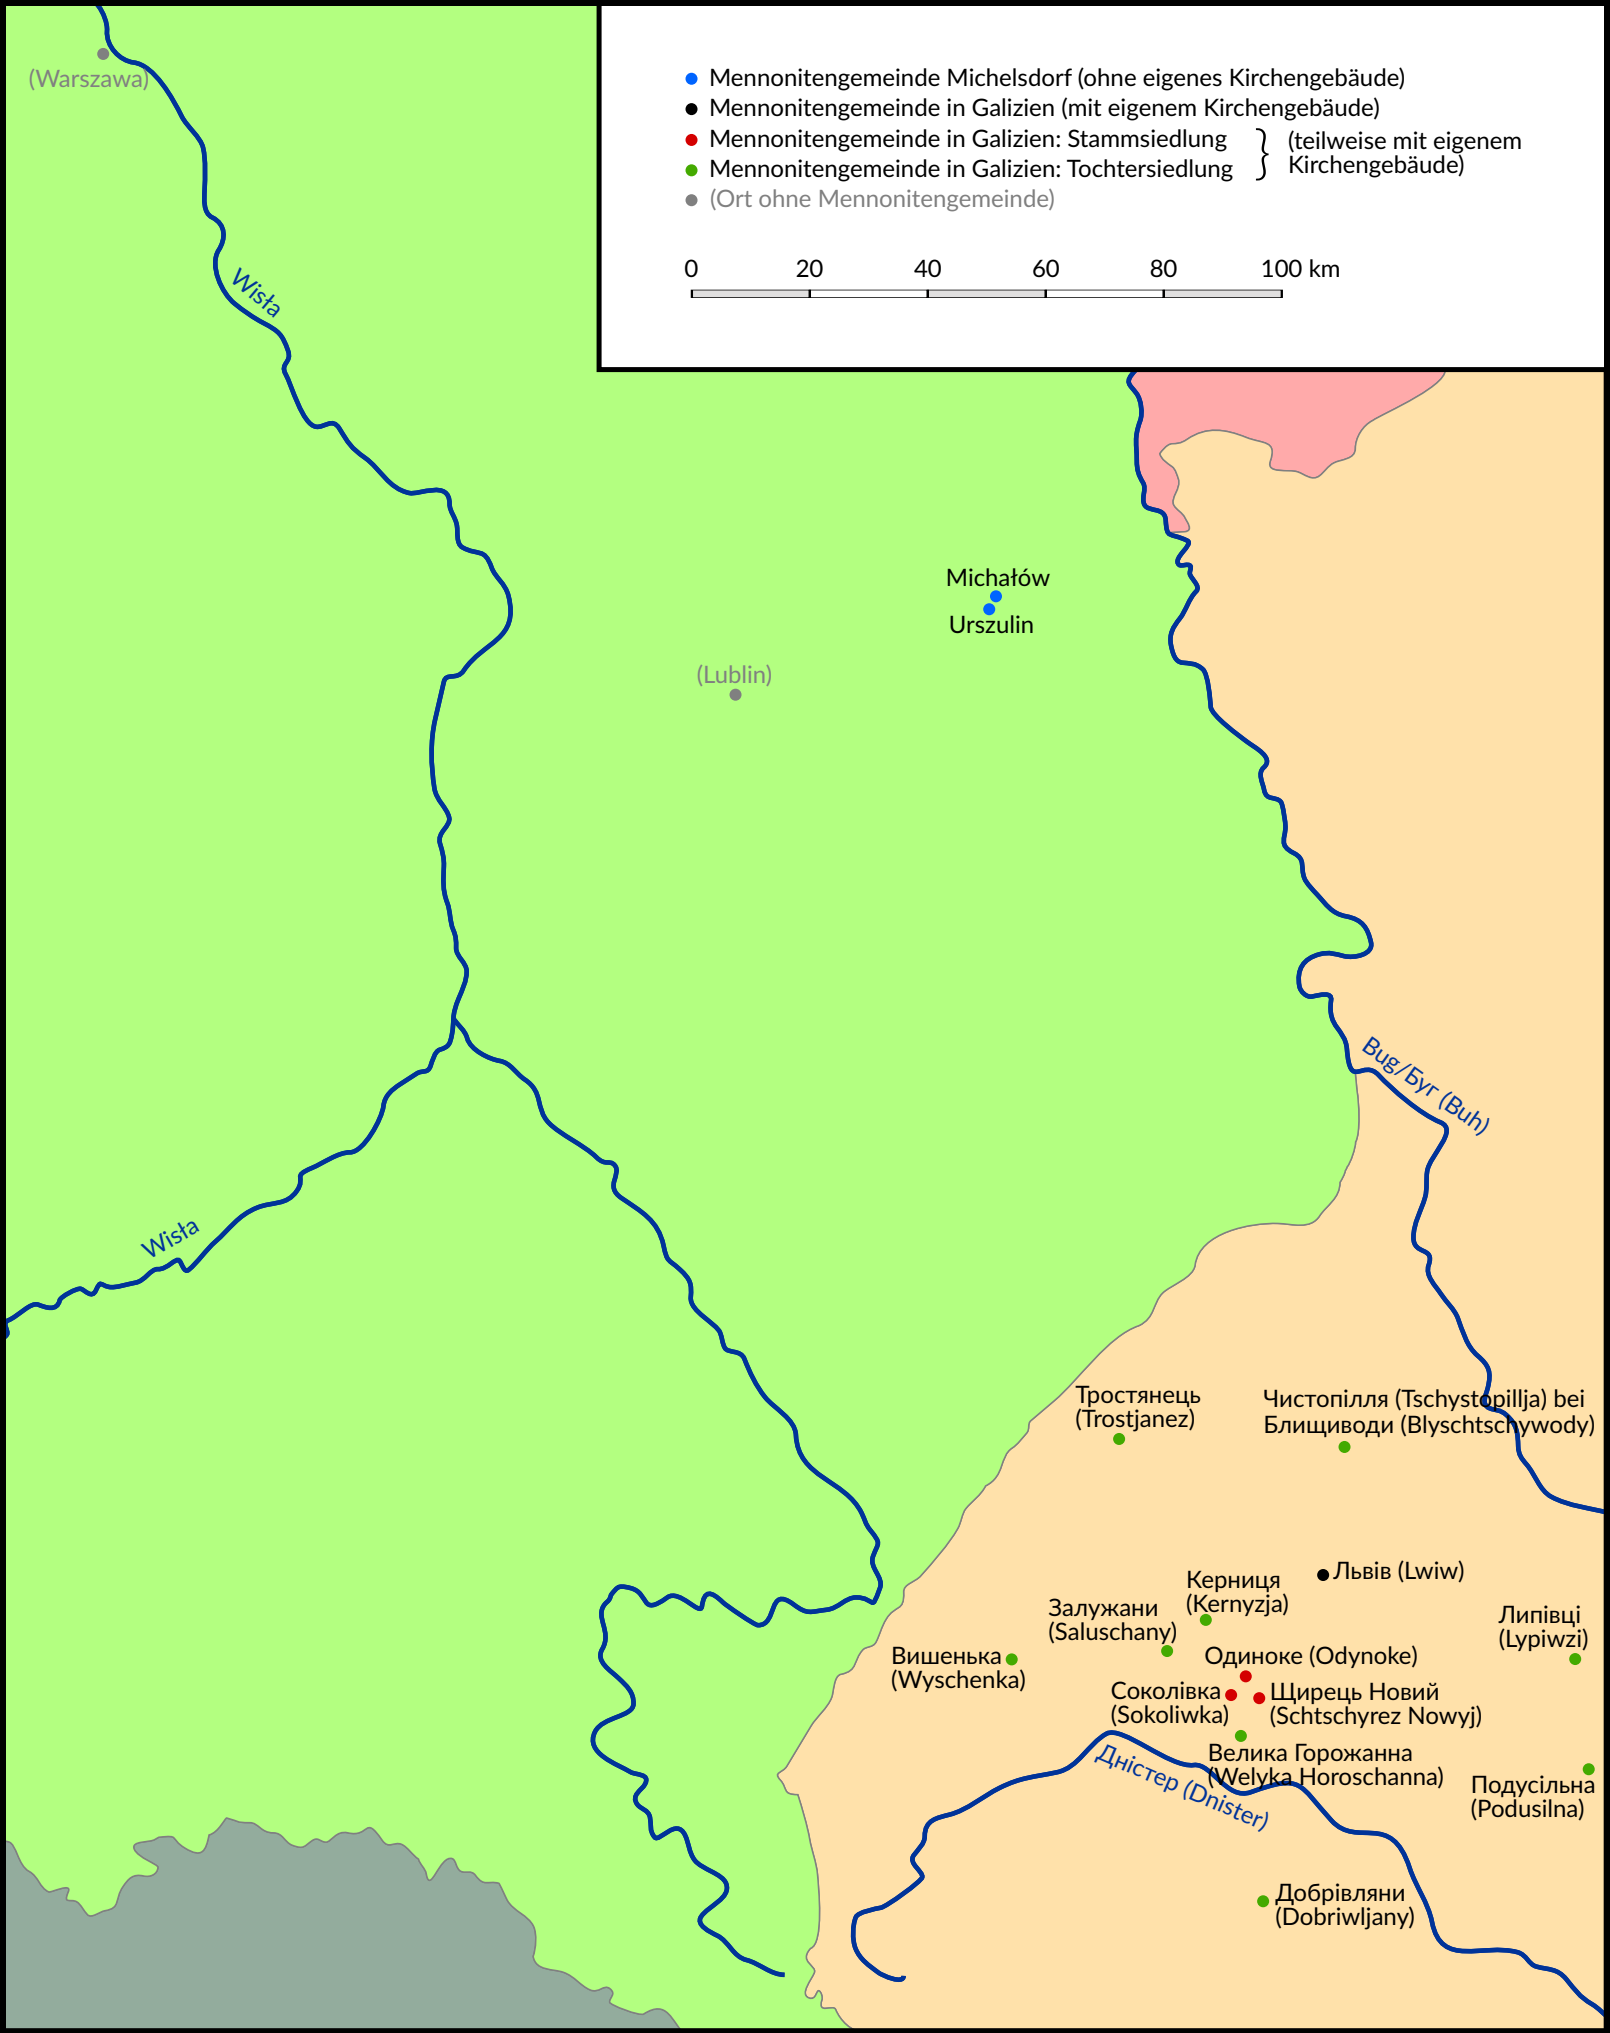 Mennonitengemeinde Michelsdorf (ohne eigenes Kirchengebäude)
Mennonitengemeinde in Galizien (mit eigenem Kirchengebäude)
Mennonitengemeinde in Galizien: Stammsiedlung
Mennonitengemeinde in Galizien: Tochtersiedlung
} (teilweise mit eigenem
Kirchengebäude)
(Ort ohne Mennonitengemeinde)
0 20 40 60 80 100 km
(Warszawa)
Wisła
Michałów
Urszulin
(Lublin)
Bug/Буг (Buh)
Wisła
Тростянець
(Trostjanez)
Чистопілля (Tschystopillja) bei
Блищиводи (Blyschtschywody)
Львів (Lwiw)
Керниця
(Kernyzja)
Залужани
(Saluschany)
Липівці
(Lypiwzi)
Вишенька
(Wyschenka)
Одиноке (Odynoke)
Соколівка
(Sokoliwka)
Щирець Новий
(Schtschyrez Nowyj)
Велика Горожанна
(Welyka Horoschanna)
Дністер (Dnister)
Подусільна
(Podusilna)
Добрівляни
(Dobriwljany)